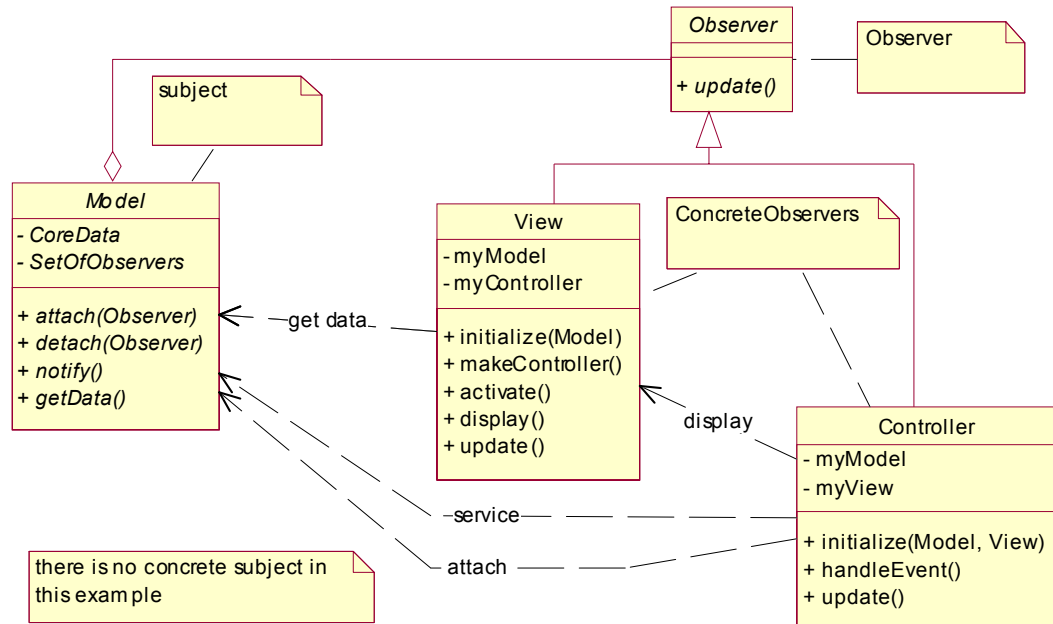 Observer
+ update()
Observer
subject
Model
- CoreData
- SetOfObservers
+ attach(Observer)
+ detach(Observer)
+ notify()
+ getData()
get data
View
- myModel
- myController
+ initialize(Model)
+ makeController()
+ activate()
+ display()
+ update()
ConcreteObservers
display
Controller
- myModel
- myView
+ initialize(Model, View)
+ handleEvent()
+ update()
service
attach
there is no concrete subject in
this example